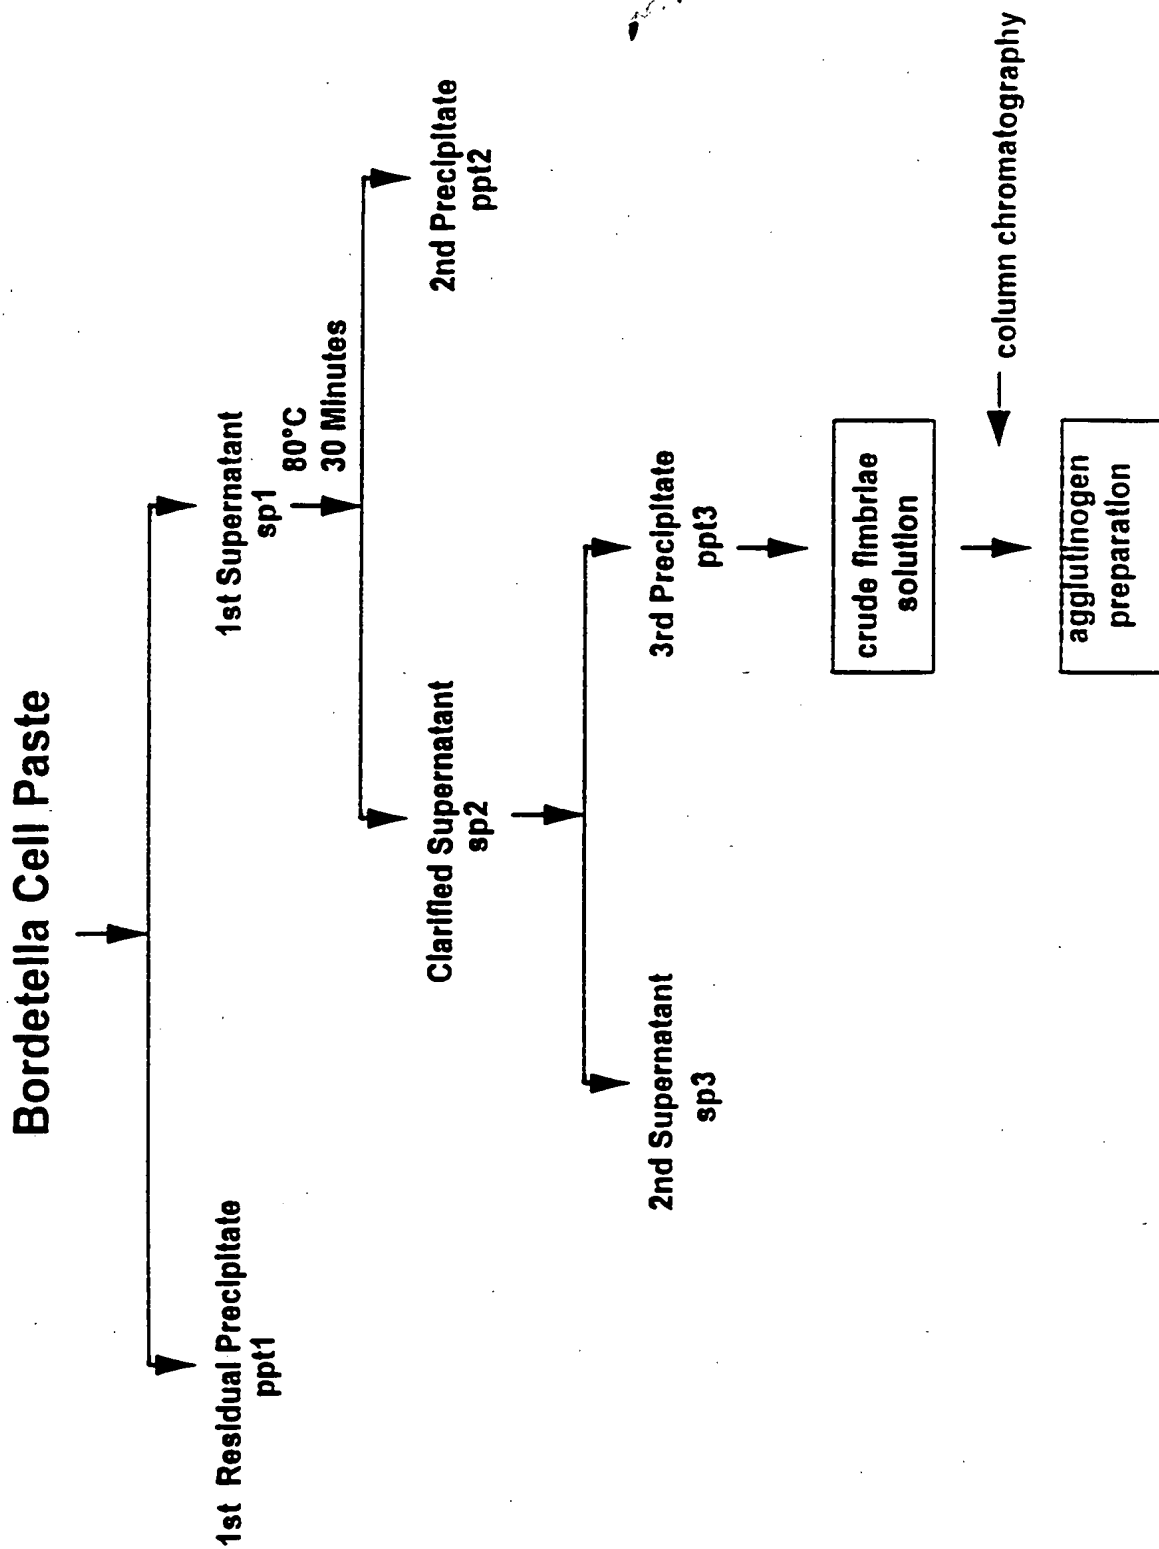 Bordetella Cell Paste
1st Residual Precipitate
ppt1
1st Supernatant
sp1
80°C
30 Minutes
Clarified Supernatant
sp2
2nd Precipitate
ppt2
2nd Supernatant
sp3
3rd Precipitate
ppt3
crude fimbriae
solution
column chromatography
agglutinogen
preparation